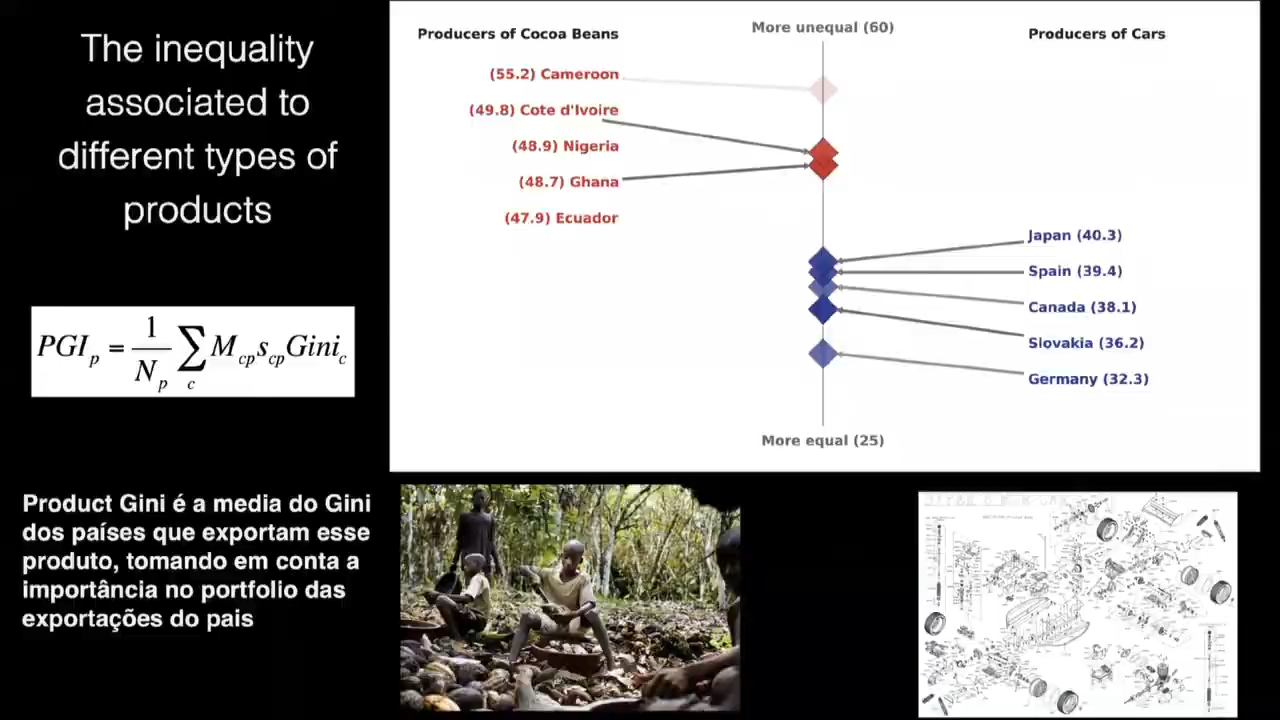 The inequality
associated to
different types of
products
PGI_p = 1/N_p ∑_c M_cp s_cp Gini_c
Product Gini é a media do Gini
dos países que exportam esse
produto, tomando em conta a
importância no portfolio das
exportações do pais
Producers of Cocoa Beans
(55.2) Cameroon
(49.8) Cote d'Ivoire
(48.9) Nigeria
(48.7) Ghana
(47.9) Ecuador
More unequal (60)
More equal (25)
Producers of Cars
Japan (40.3)
Spain (39.4)
Canada (38.1)
Slovakia (36.2)
Germany (32.3)